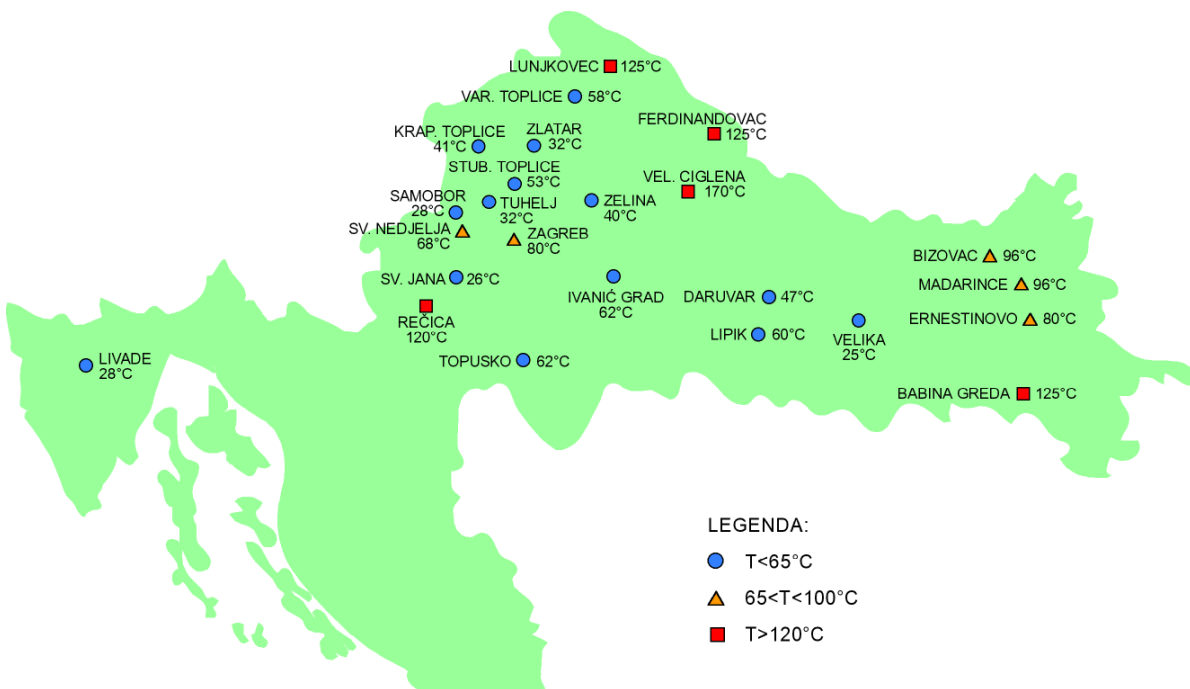 LUNJKOVEC 125°C
VAR. TOPLICE 58°C
FERDINANDOVAC
125°C
KRAP. TOPLICE
41°C
ZLATAR
32°C
STUB. TOPLICE
53°C
VEL. CIGLENA
170°C
SAMOBOR
28°C
TUHELJ
32°C
ZELINA
40°C
SV. NEDJELJA
68°C
ZAGREB
80°C
BIZOVAC 96°C
SV. JANA 26°C
IVANIĆ GRAD
62°C
MADARINCE 96°C
DARUVAR 47°C
REČICA
120°C
ERNESTINOVO 80°C
LIPIK 60°C
VELIKA
25°C
LIVADE
28°C
TOPUSKO 62°C
BABINA GREDA 125°C
LEGENDA:
T<65°C
65<T<100°C
T>120°C